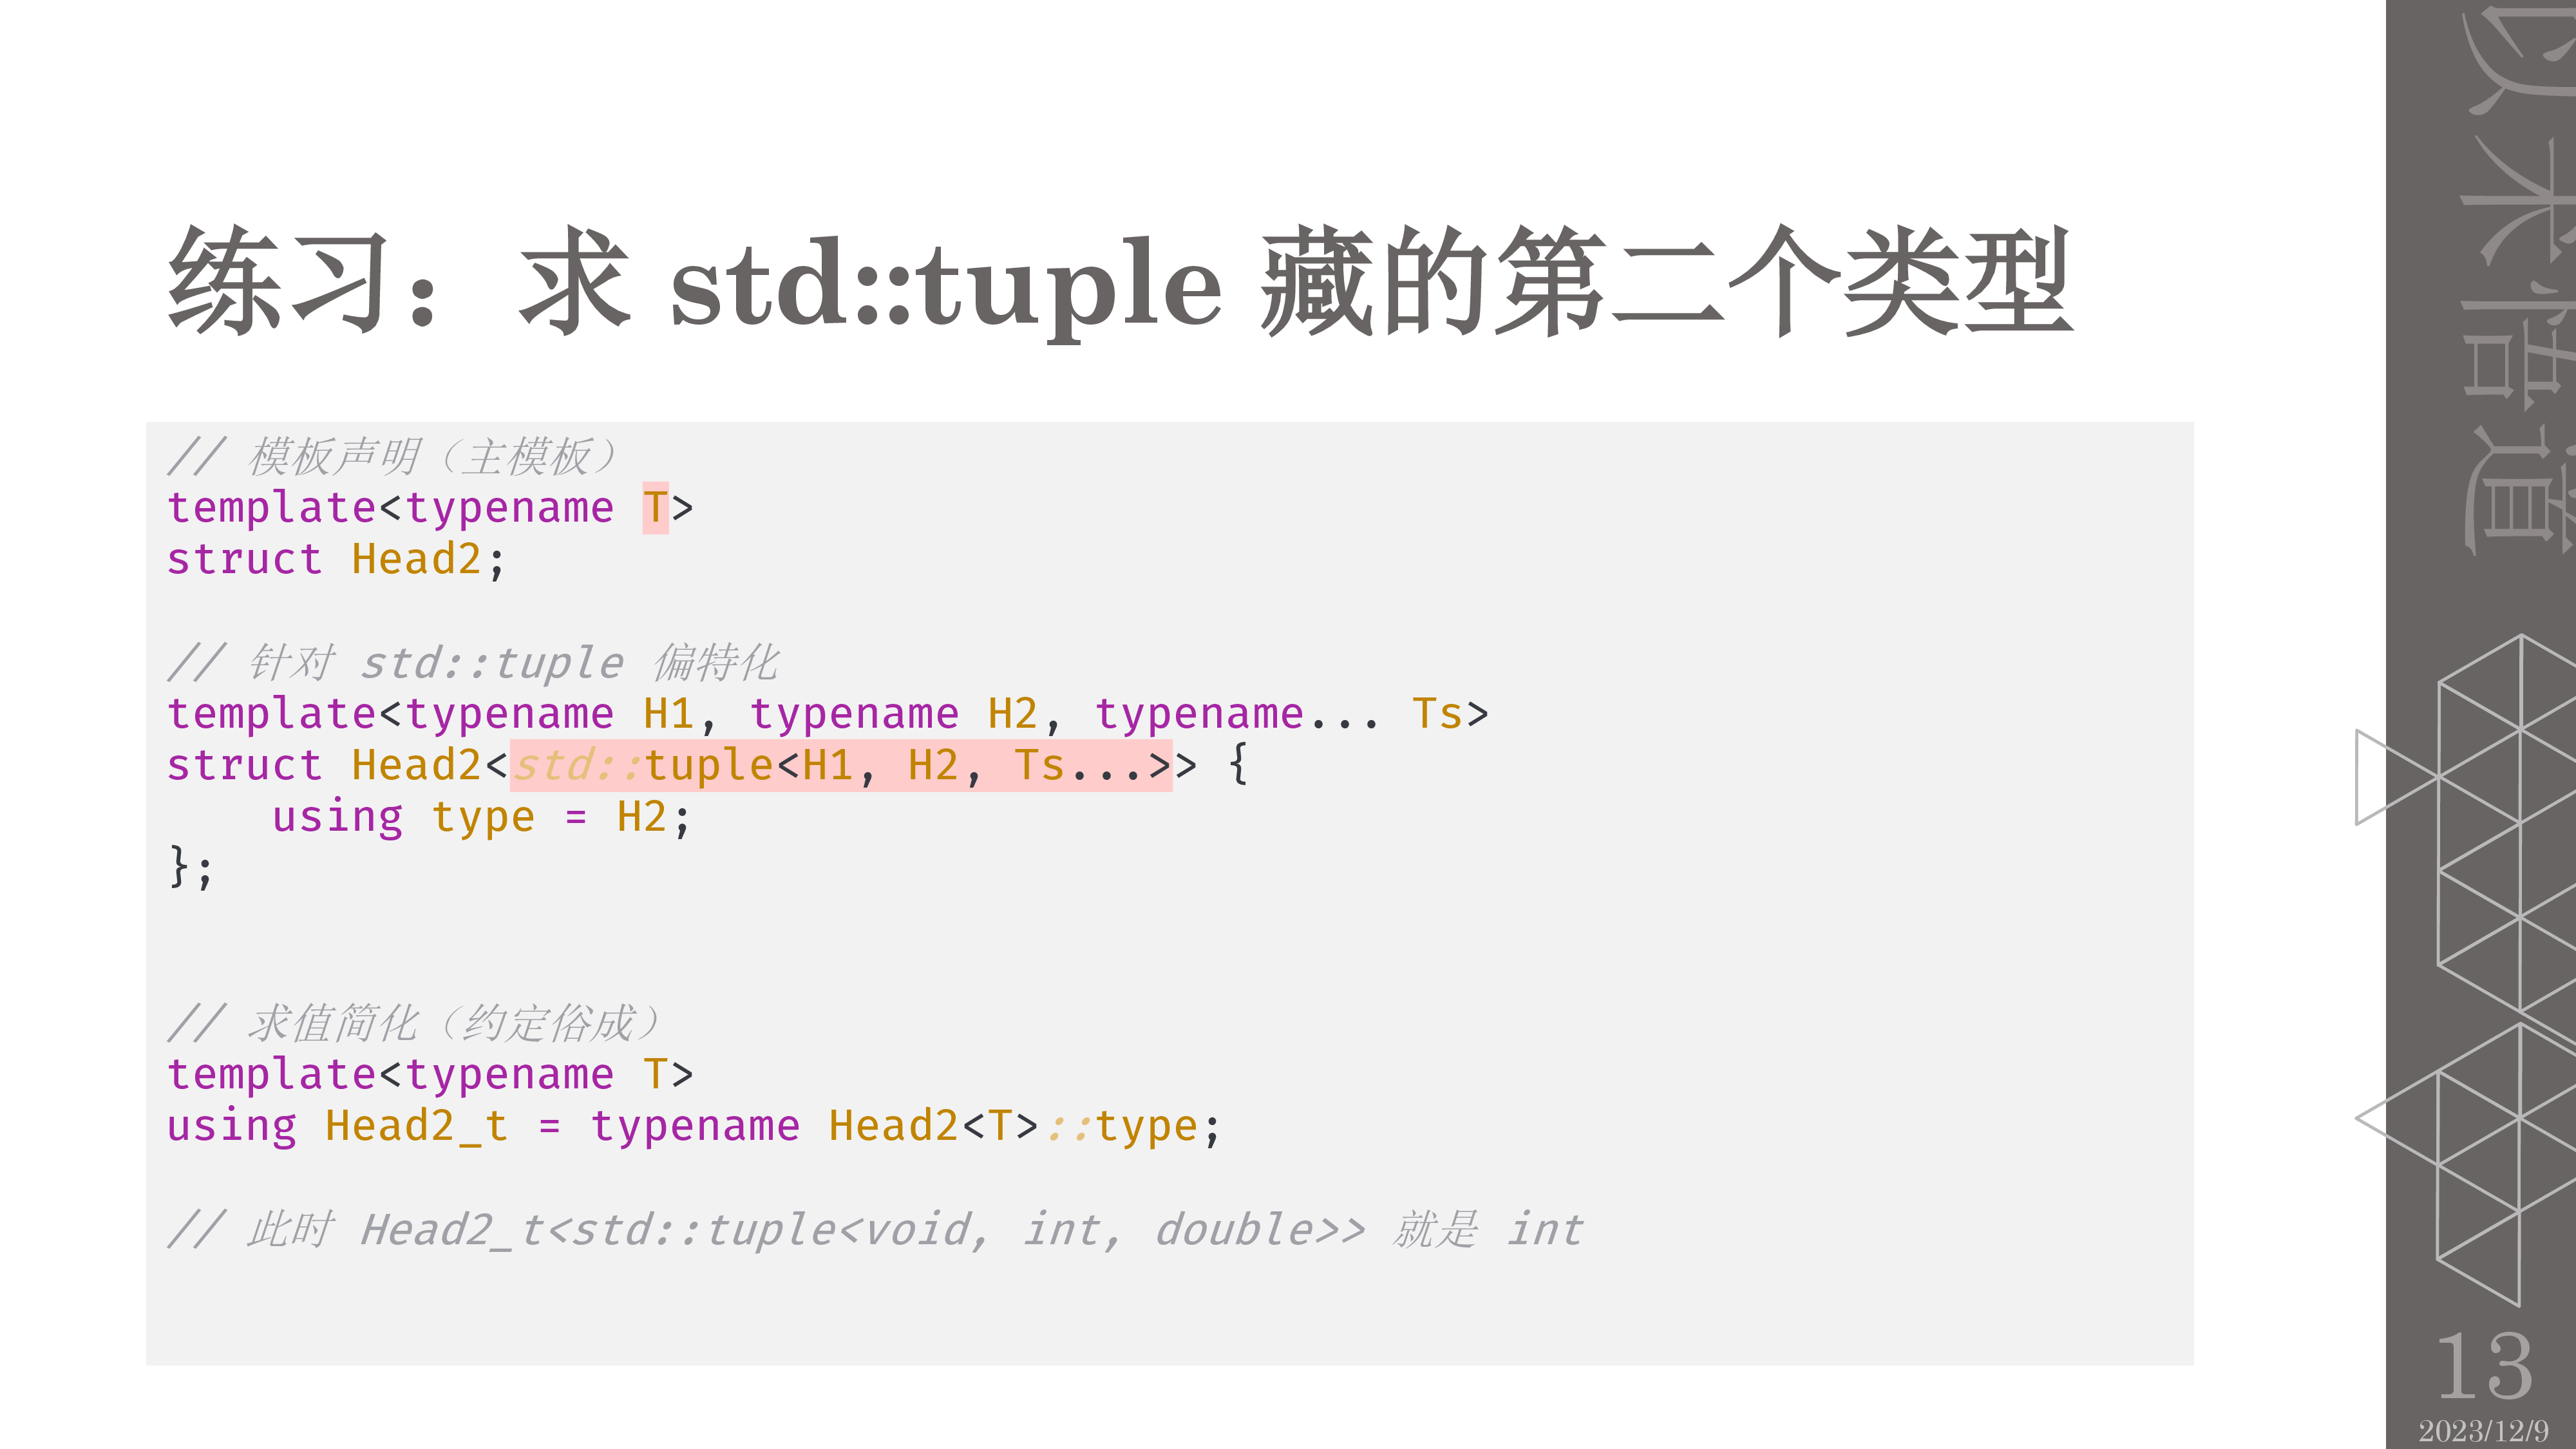 练习：求 std::tuple 藏的第二个类型
// 模板声明（主模板）
template<typename T>
struct Head2;
// 针对 std::tuple 偏特化
template<typename H1, typename H2, typename... Ts>
struct Head2<std::tuple<H1, H2, Ts...>> {
    using type = H2;
};
// 求值简化（约定俗成）
template<typename T>
using Head2_t = typename Head2<T>::type;
// 此时 Head2_t<std::tuple<void, int, double>> 就是 int
以术悟道
13
2023/12/9